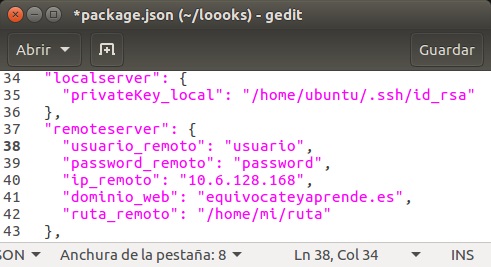 *package.json (~/loooks) - gedit
Abrir Guardar
34 "localserver": {
35 "privateKey_local": "/home/ubuntu/.ssh/id_rsa"
36 },
37 "remoteserver": {
38 "usuario_remoto": "usuario",
39 "password_remoto": "password",
40 "ip_remoto": "10.6.128.168",
41 "dominio_web": "equivocateyaprende.es",
42 "ruta_remoto": "/home/mi/ruta"
43 },
SON Anchura de la pestaña: 8 Ln 38, Col 34 INS